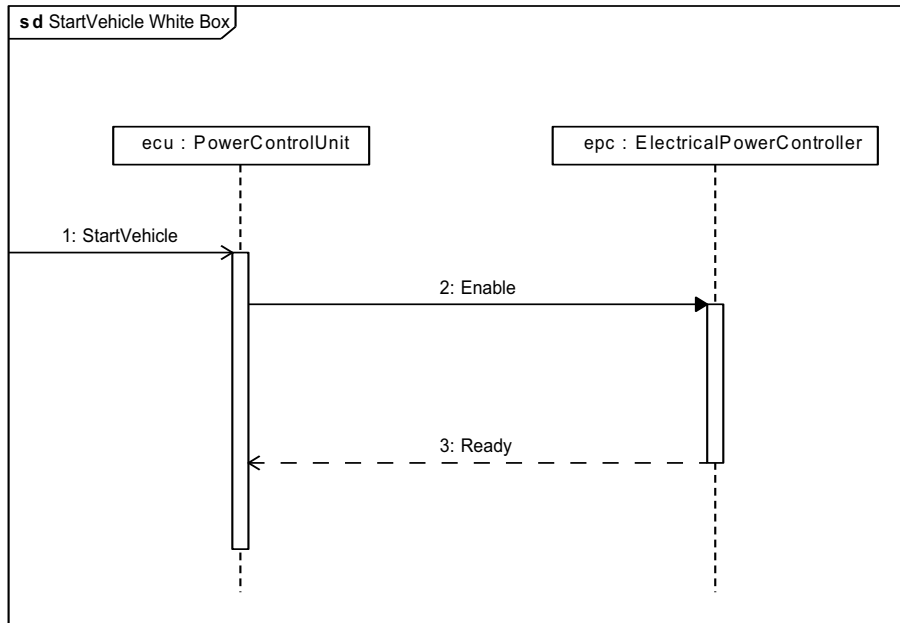 sd StartVehicle White Box
ecu : PowerControlUnit
epc : ElectricalPowerController
1: StartVehicle
2: Enable
3: Ready